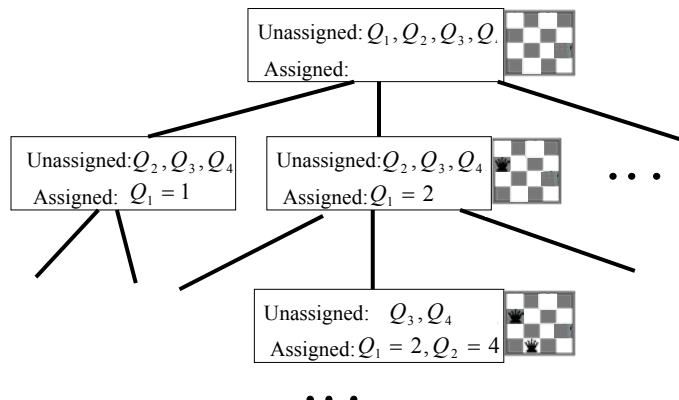 Unassigned: Q₁, Q₂, Q₃, Q
Assigned:
Unassigned: Q₂, Q₃, Q₄
Assigned: Q₁ = 1
Unassigned: Q₂, Q₃, Q₄
Assigned: Q₁ = 2
• • •
Unassigned: Q₃, Q₄
Assigned: Q₁ = 2, Q₂ = 4
• • •